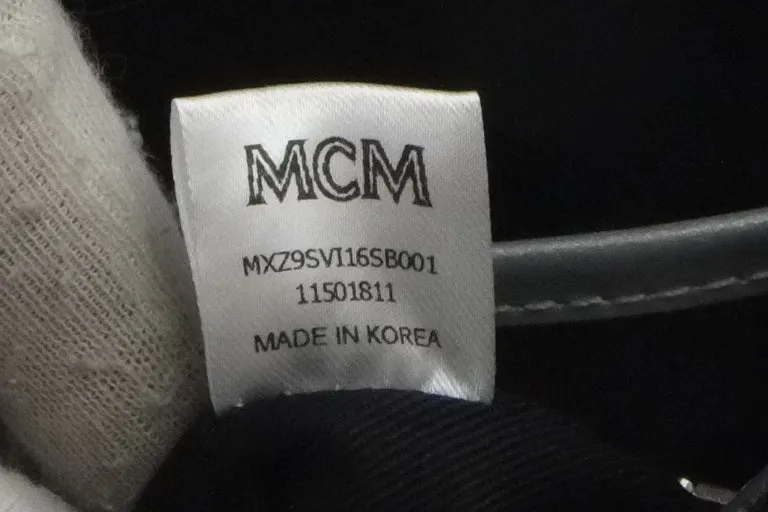 MCM
MXZ9SVI16SB001
11501811
MADE IN KOREA